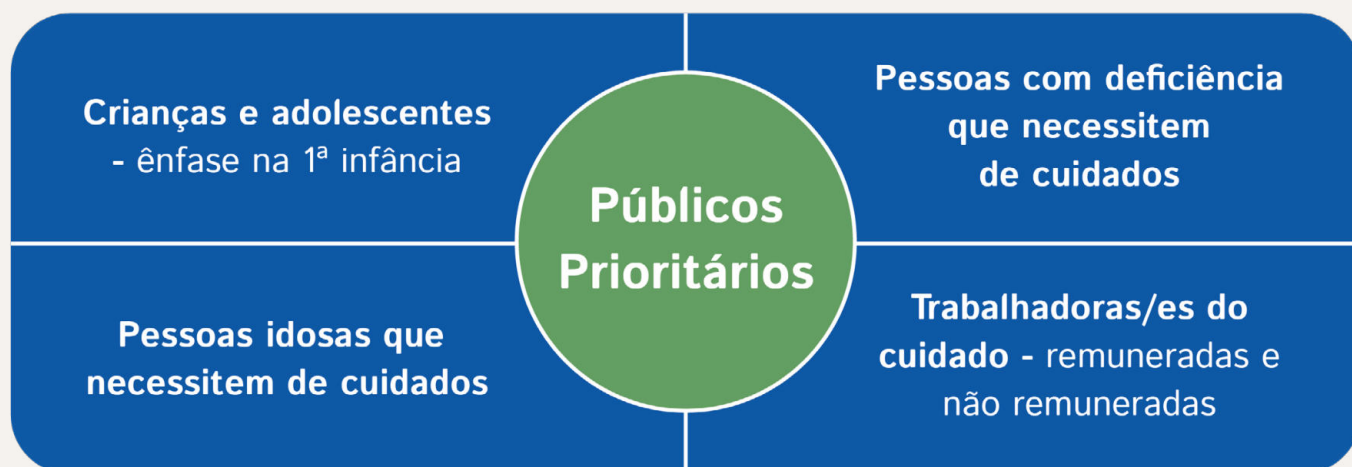 Crianças e adolescentes
- ênfase na 1ª infância
Pessoas com deficiência
que necessitem
de cuidados
Públicos
Prioritários
Pessoas idosas que
necessitem de cuidados
Trabalhadoras/es do
cuidado - remuneradas e
não remuneradas